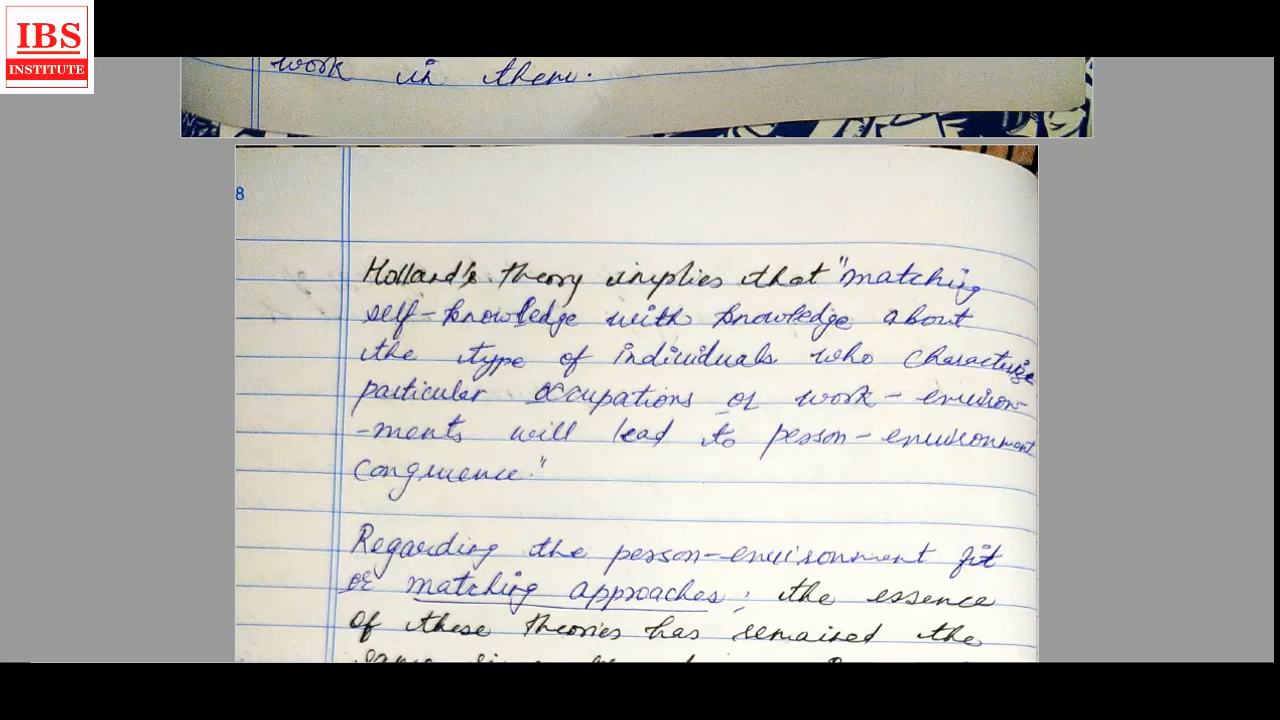 IBS
INSTITUTE
work in them.
8
Holland's theory implies that "matching
self-knowledge with knowledge about
the type of individuals who characterize
particular occupations or work-environ-
-ments will lead to person-environment
congruence."
Regarding the person-environment fit
or matching approaches; the essence
of these theories has remained the
same